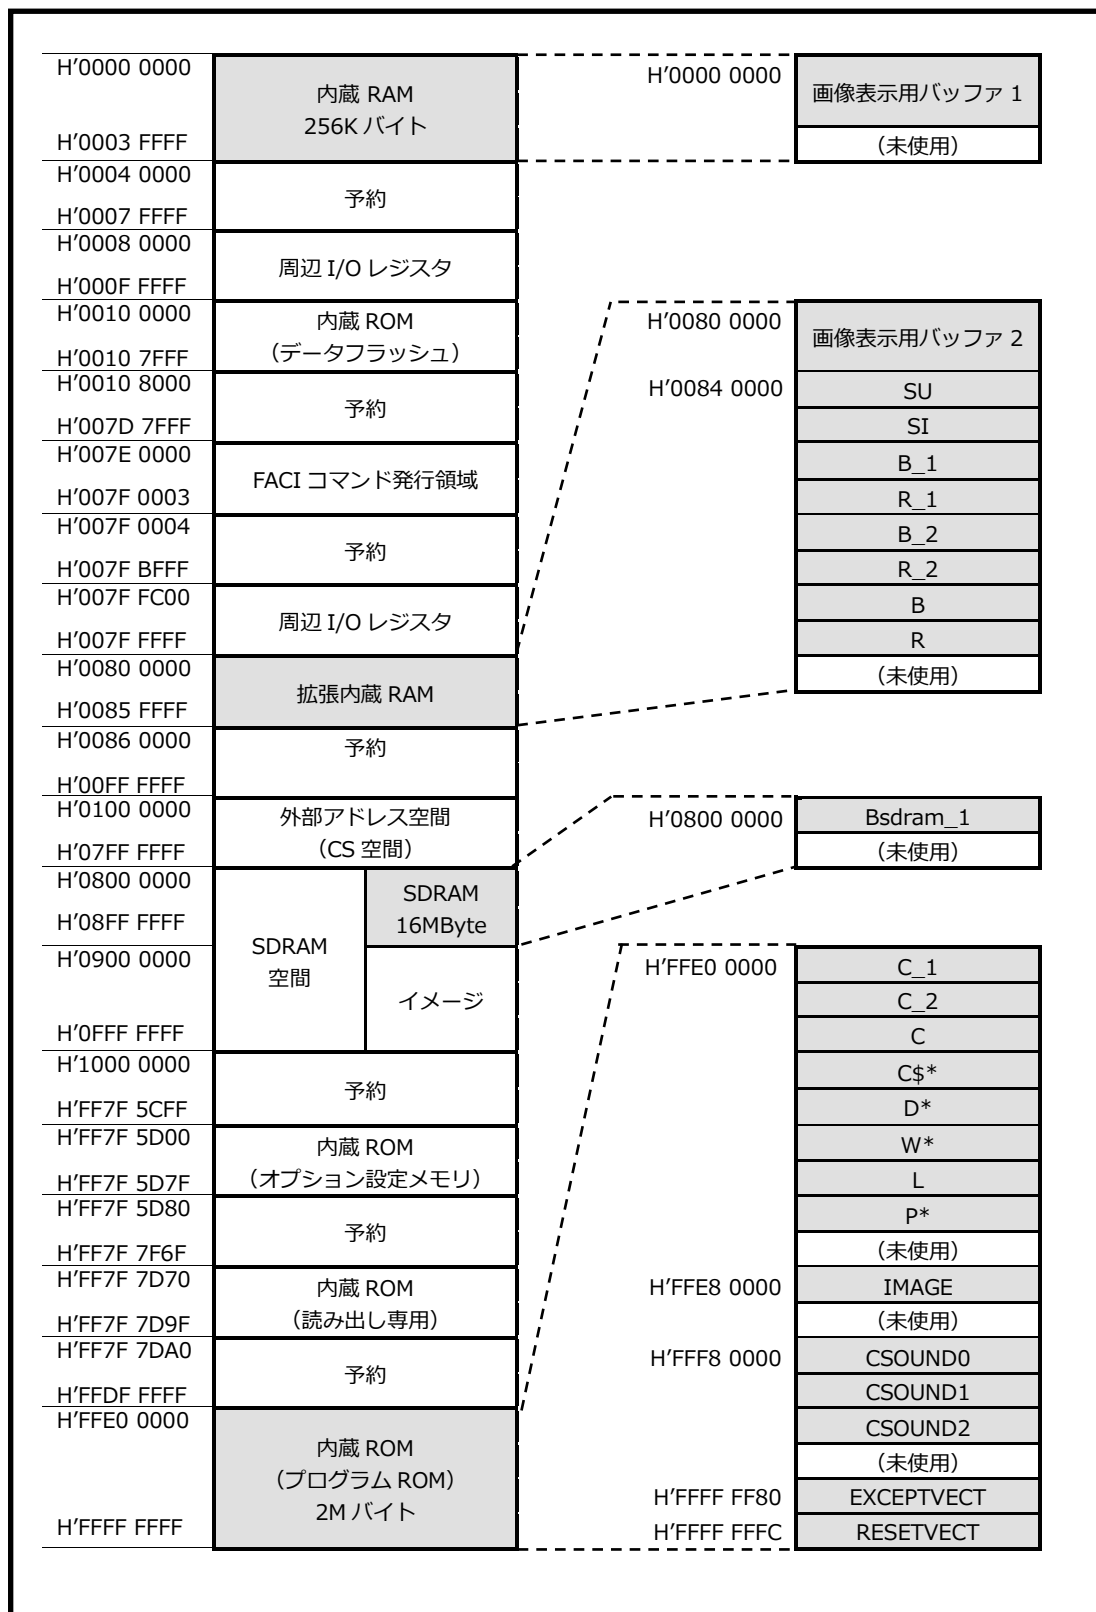 H’0000 0000
内蔵 RAM
256K バイト
H’0003 FFFF
H’0004 0000
予約
H’0007 FFFF
H’0008 0000
周辺 I/O レジスタ
H’000F FFFF
H’0010 0000
内蔵 ROM
（データフラッシュ）
H’0010 7FFF
H’0010 8000
予約
H’007D 7FFF
H’007E 0000
FACI コマンド発行領域
H’007F 0003
H’007F 0004
予約
H’007F BFFF
H’007F FC00
周辺 I/O レジスタ
H’007F FFFF
H’0080 0000
拡張内蔵 RAM
H’0085 FFFF
H’0086 0000
予約
H’00FF FFFF
H’0100 0000
外部アドレス空間
（CS 空間）
H’07FF FFFF
H’0800 0000
SDRAM
16MByte
H’08FF FFFF
H’0900 0000
SDRAM
空間
イメージ
H’0FFF FFFF
H’1000 0000
予約
H’FF7F 5CFF
H’FF7F 5D00
内蔵 ROM
（オプション設定メモリ）
H’FF7F 5D7F
H’FF7F 5D80
予約
H’FF7F 7F6F
H’FF7F 7D70
内蔵 ROM
（読み出し専用）
H’FF7F 7D9F
H’FF7F 7DA0
予約
H’FFDF FFFF
H’FFE0 0000
内蔵 ROM
（プログラム ROM）
2M バイト
H’FFFF FFFF
H’0000 0000
画像表示用バッファ 1
（未使用）
H’0080 0000
画像表示用バッファ 2
H’0084 0000
SU
SI
B_1
R_1
B_2
R_2
B
R
（未使用）
H’0800 0000
Bsdram_1
（未使用）
H’FFE0 0000
C_1
C_2
C
C$*
D*
W*
L
P*
（未使用）
H’FFE8 0000
IMAGE
（未使用）
H’FFF8 0000
CSOUND0
CSOUND1
CSOUND2
（未使用）
H’FFFF FF80
EXCEPTVECT
H’FFFF FFFC
RESETVECT